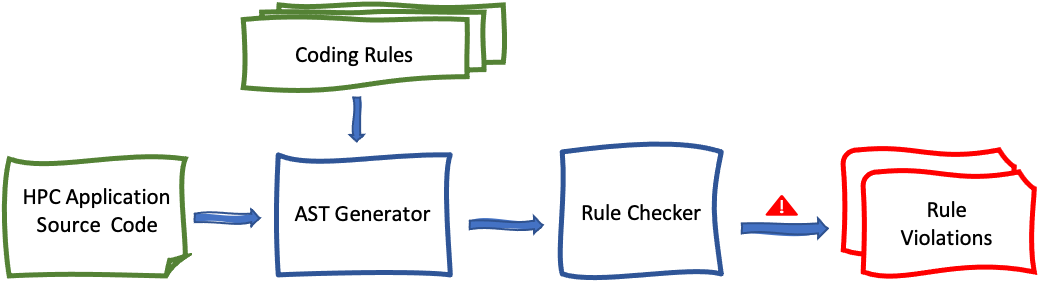 Coding Rules
HPC Application
Source Code
AST Generator
Rule Checker
!
Rule
Violations